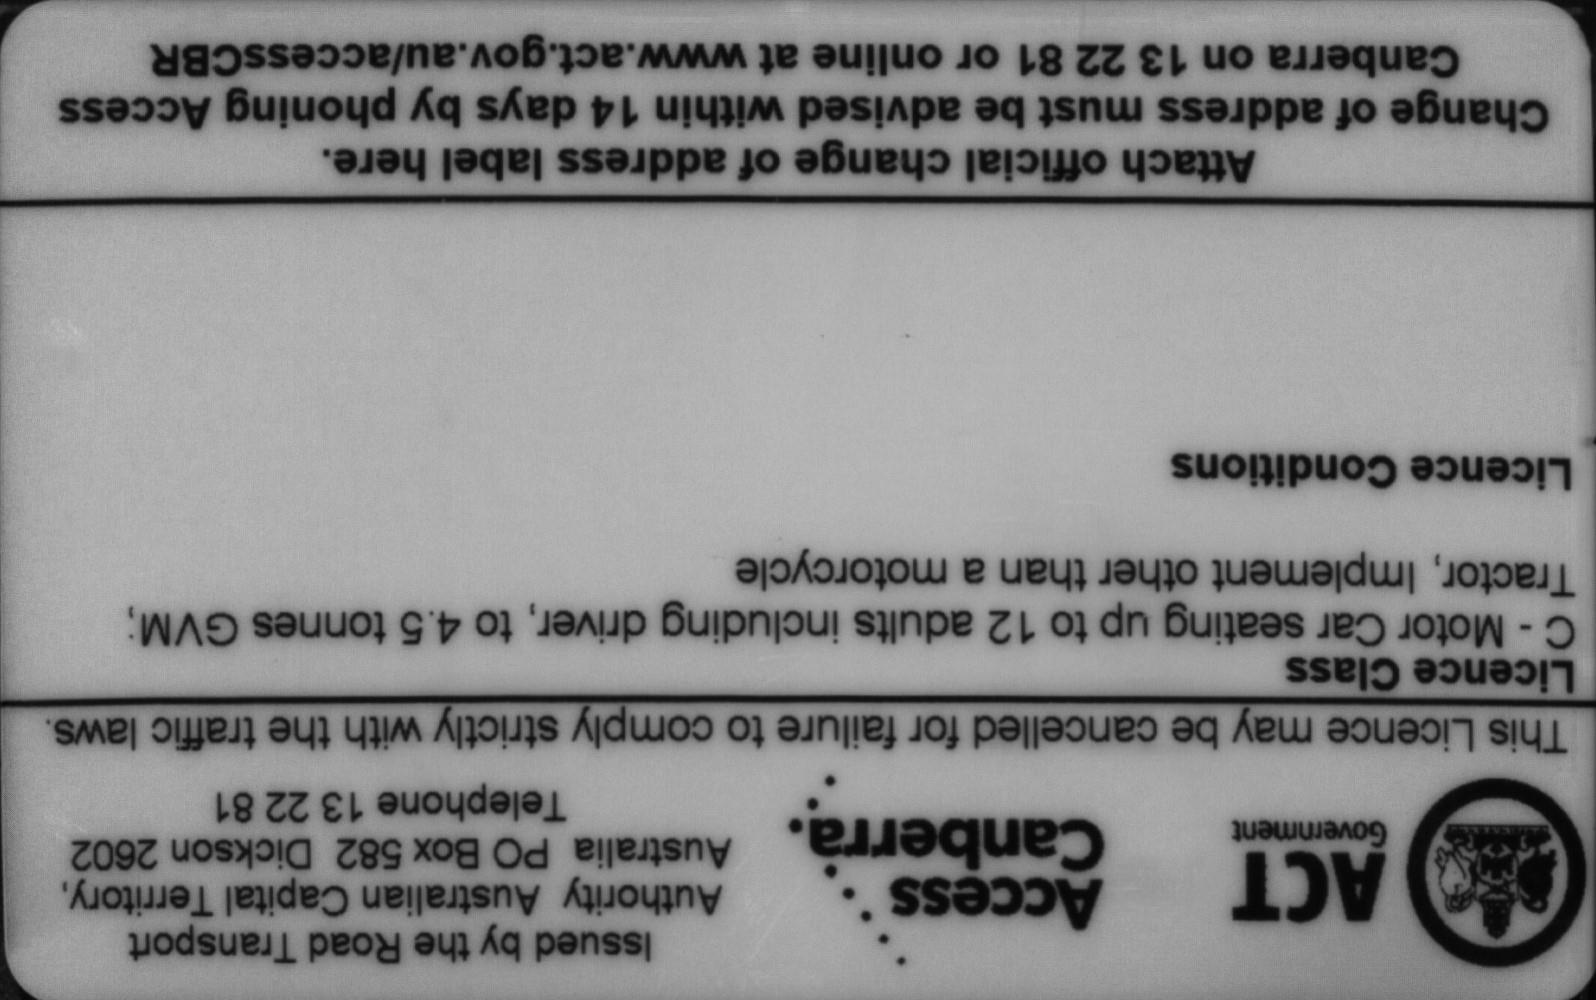 ACT
Government
Access
Canberra.
Issued by the Road Transport
Authority Australian Capital Territory,
Australia PO Box 582 Dickson 2602
Telephone 13 22 81
This Licence may be cancelled for failure to comply strictly with the traffic laws.
Licence Class
C - Motor Car seating up to 12 adults including driver, to 4.5 tonnes GVM;
Tractor, Implement other than a motorcycle
Licence Conditions
Attach official change of address label here.
Change of address must be advised within 14 days by phoning Access
Canberra on 13 22 81 or online at www.act.gov.au/accessCBR